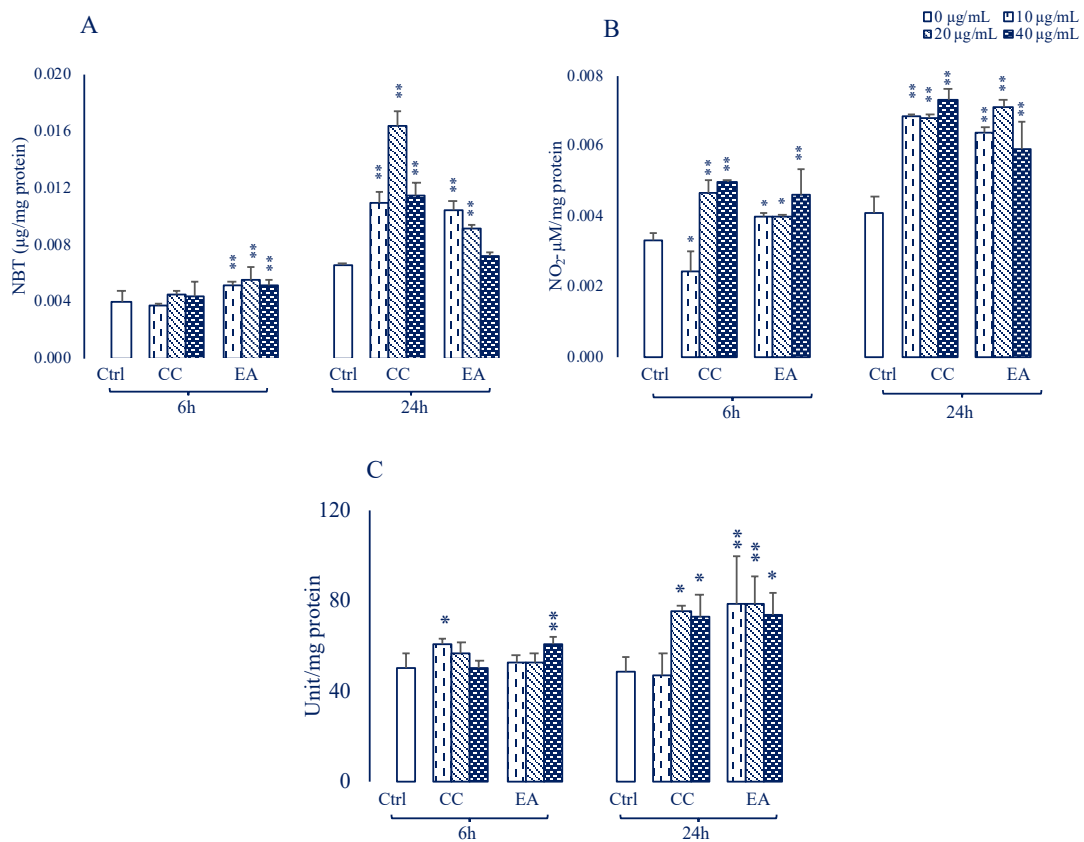 A
B
0 µg/mL 10 µg/mL
20 µg/mL 40 µg/mL
NBT (µg/mg protein)
0.020
0.016
0.012
0.008
0.004
0.000
** ** ** ** ** ** ** **
Ctrl CC EA Ctrl CC EA
6h 24h
NO2- µM/mg protein
0.008
0.006
0.004
0.002
0.000
* ** ** * * ** ** ** ** ** ** **
Ctrl CC EA Ctrl CC EA
6h 24h
C
Unit/mg protein
120
80
40
0
* ** * * ** ** *
Ctrl CC EA Ctrl CC EA
6h 24h